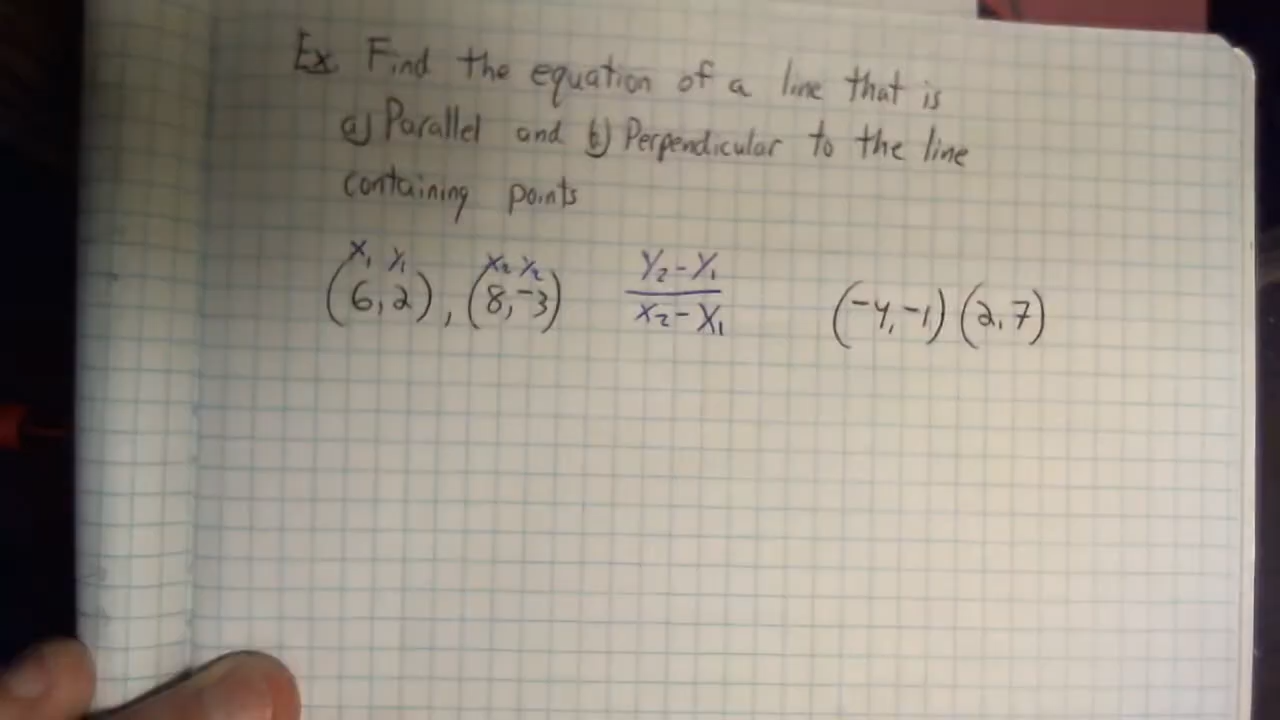 Ex. Find the equation of a line that is
a) Parallel and b) Perpendicular to the line
containing points
x₁ y₁ x₂ y₂
(6, 2), (8, -3) y₂-y₁ / x₂-x₁ (-4, -1) (2, 7)